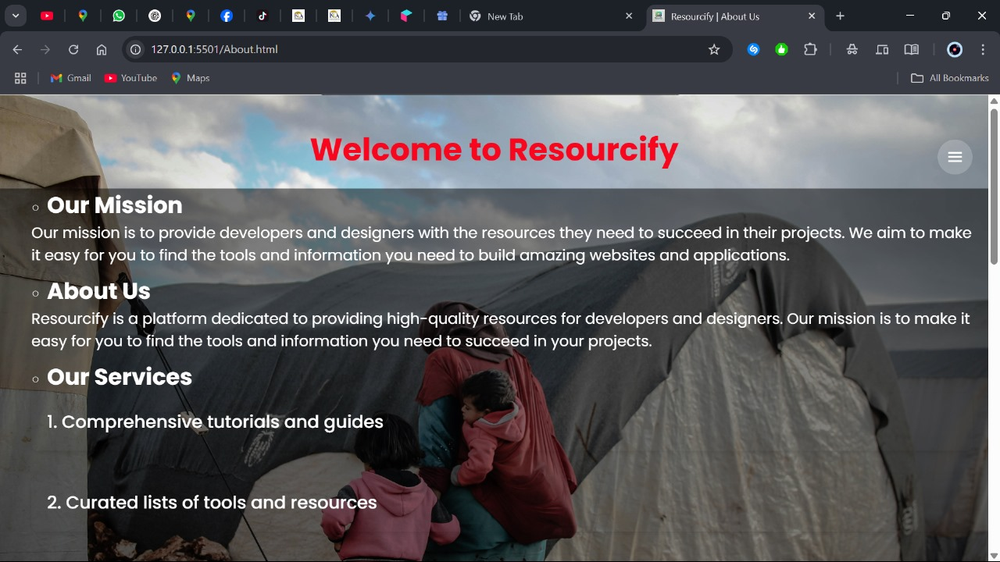 New Tab
Resourcify | About Us
127.0.0.1:5501/About.html
Gmail
YouTube
Maps
All Bookmarks
Welcome to Resourcify
Our Mission
Our mission is to provide developers and designers with the resources they need to succeed in their projects. We aim to make
it easy for you to find the tools and information you need to build amazing websites and applications.
About Us
Resourcify is a platform dedicated to providing high-quality resources for developers and designers. Our mission is to make it
easy for you to find the tools and information you need to succeed in your projects.
Our Services
1. Comprehensive tutorials and guides
2. Curated lists of tools and resources